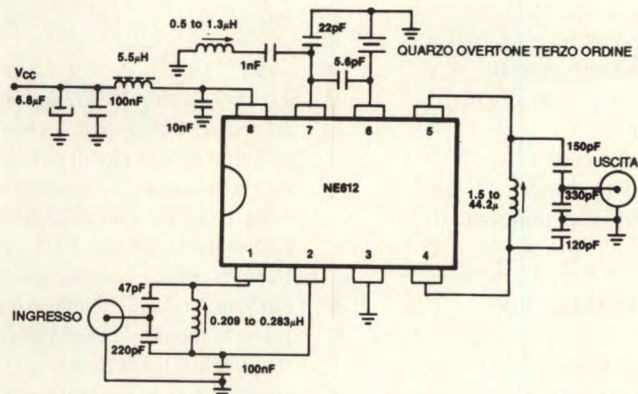 0.5 to 1.3µH
22pF
QUARZO OVERTONE TERZO ORDINE
5.5µH
1nF
5.6pF
VCC
6.8µF
100nF
10nF
8
7
6
5
NE612
150pF
USCITA
330pF
1.5 to
44.2µ
120pF
1
2
3
4
47pF
INGRESSO
0.209 to 0.283µH
220pF
100nF